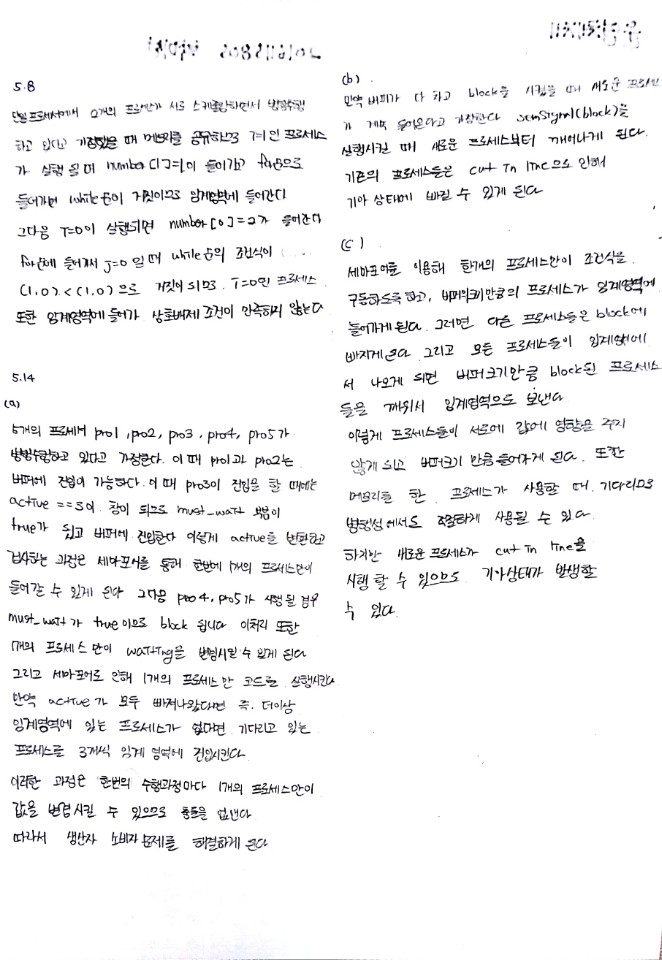 5.8
단일 프로세서에서 2개의 프로세스가 서로 스케줄링하면서 병행수행
하고 있다고 가정했을 때 메모리를 공유하므로 i=1인 프로세스
가 실행 될 때 number[1]=1이 들어가고 for문으로
들어가면 while문이 거짓이므로 임계영역에 들어간다
그다음 i=0이 실행되면 number[0]=2가 들어간다
for문에 들어가서 j=0 일 때 while문의 조건식이
(1,0)<(1,0)으로 거짓이 되므로. i=0인 프로세스
또한 임계영역에 들어가 상호배제 조건이 만족하지 않는다
5.14
(a)
5개의 프로세서 pro1, pro2, pro3, pro4, pro5가
병행수행하고 있다고 가정한다. 이 때 pro1과 pro2는
버퍼에 진입이 가능하다. 이 때 pro3이 진입을 할 때에는
active ==3이. 참이 되므로 must_wait 변수이
true가 되고 버퍼에 진입한다 이렇게 active를 변환하고
검사하는 과정은 세마포어를 통해 한번에 1개의 프로세스만이
들어갈 수 있게 된다 그다음 pro4, pro5가 시행 될 경우
must_wait가 true이므로 block 됩니다 이처리 또한
1개의 프로세스 만이 waiting을 변형시킬 수 있게 된다
그리고 세마포어로 인해 1개의 프로세스만 코드를 실행시킨다
만약 active가 모두 빠져나왔다면 즉, 더이상
임계영역에 있는 프로세스가 없다면 기다리고 있는
프로세스를 3개씩 임계 영역에 진입시킨다.
이러한 과정은 한번의 수행과정마다 1개의 프로세스만이
값을 변형시킬 수 있으므로 충돌을 없앤다
따라서 생산자 소비자 문제를 해결하게 된다
(b)
만약 버퍼가 다 차고 block을 시킬 때 새로운 프로세스
가 계속 들어온다고 가정한다 semSignal(block)을
실행시킬 때 새로운 프로세스부터 깨어나게 된다.
기존의 프로세스들은 cut in line으로 인해
기아 상태에 빠질 수 있게 된다
(c)
세마포어를 이용해 한개의 프로세스만이 조건식을
구동하도록 하고, 버퍼의크기만큼의 프로세스가 임계영역에
들어가게 된다. 그러면 다른 프로세스들은 block에
빠지게 된다 그리고 모든 프로세스들이 임계영역에
서 나오게 되면 버퍼크기만큼 block된 프로세스
들을 깨워서 임계영역으로 보낸다
이렇게 프로세스들이 서로에 값에 영향을 주지
않게 되고 버퍼크기 만큼 들어가게 된다. 또한
메모리를 한 프로세스가 사용할 때. 기다리므로
병행성에서도 적절하게 사용될 수 있다.
하지만 새로운 프로세스가 cut in line을
시행 할 수 있으므로 기아상태가 발생할
수 있다.